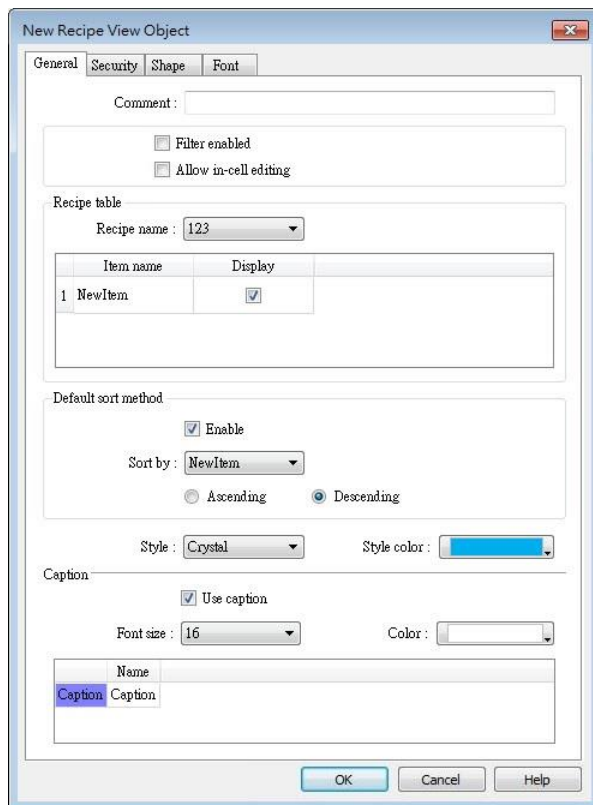 New Recipe View Object
General Security Shape Font
Comment :
Filter enabled
Allow in-cell editing
Recipe table
Recipe name : 123
Item name Display
1 NewItem
Default sort method
Enable
Sort by : NewItem
Ascending Descending
Style : Crystal Style color :
Caption
Use caption
Font size : 16 Color :
Name
Caption Caption
OK Cancel Help